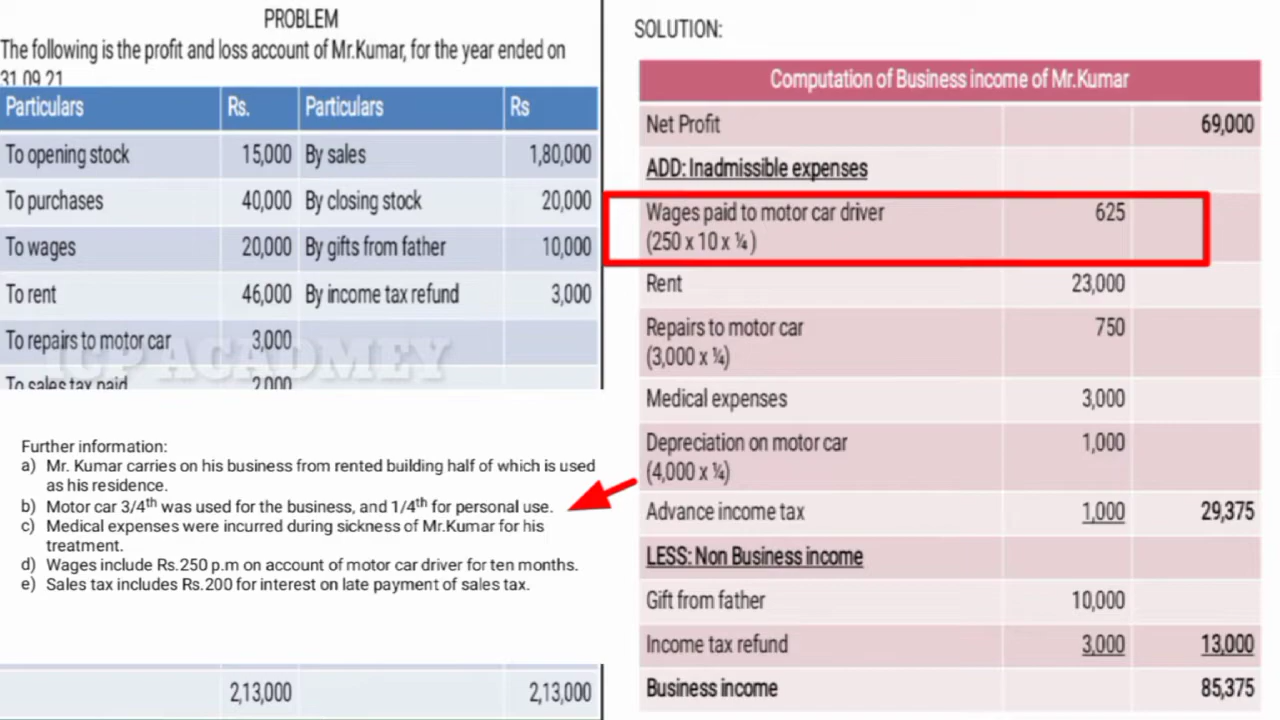 PROBLEM
The following is the profit and loss account of Mr.Kumar, for the year ended on
31.09.21
Particulars Rs. Particulars Rs
To opening stock 15,000 By sales 1,80,000
To purchases 40,000 By closing stock 20,000
To wages 20,000 By gifts from father 10,000
To rent 46,000 By income tax refund 3,000
To repairs to motor car 3,000
GP ACADMEY
To sales tax paid 2,000
Further information:
a) Mr. Kumar carries on his business from rented building half of which is used
as his residence.
b) Motor car 3/4th was used for the business, and 1/4th for personal use.
c) Medical expenses were incurred during sickness of Mr.Kumar for his
treatment.
d) Wages include Rs.250 p.m on account of motor car driver for ten months.
e) Sales tax includes Rs.200 for interest on late payment of sales tax.
2,13,000 2,13,000
SOLUTION:
Computation of Business income of Mr.Kumar
Net Profit 69,000
ADD: Inadmissible expenses
Wages paid to motor car driver 625
(250 x 10 x ¼ )
Rent 23,000
Repairs to motor car 750
(3,000 x ¼)
Medical expenses 3,000
Depreciation on motor car 1,000
(4,000 x ¼)
Advance income tax 1,000 29,375
LESS: Non Business income
Gift from father 10,000
Income tax refund 3,000 13,000
Business income 85,375